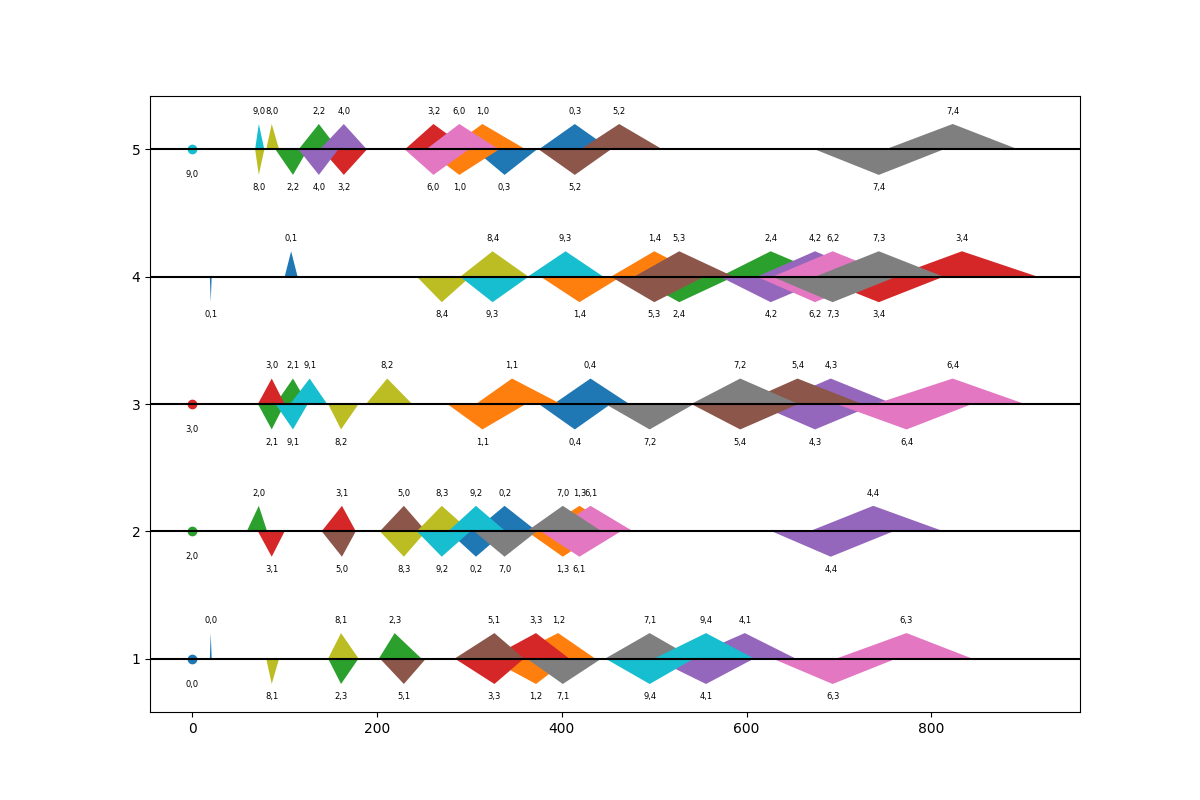 9,0 8,0 2,2 4,0 3,2 6,0 1,0 0,3 5,2 7,4
5
9,0 8,0 2,2 4,0 3,2 6,0 1,0 0,3 5,2 7,4
0,1 8,4 9,3 1,4 5,3 2,4 4,2 6,2 7,3 3,4
4
0,1 8,4 9,3 1,4 5,3 2,4 4,2 6,2 7,3 3,4
3,0 2,1 9,1 8,2 1,1 0,4 7,2 5,4 4,3 6,4
3
3,0 2,1 9,1 8,2 1,1 0,4 7,2 5,4 4,3 6,4
2,0 3,1 5,0 8,3 9,2 0,2 7,0 1,3 6,1 4,4
2
2,0 3,1 5,0 8,3 9,2 0,2 7,0 1,3 6,1 4,4
0,0 8,1 2,3 5,1 3,3 1,2 7,1 9,4 4,1 6,3
1
0,0 8,1 2,3 5,1 3,3 1,2 7,1 9,4 4,1 6,3
0 200 400 600 800